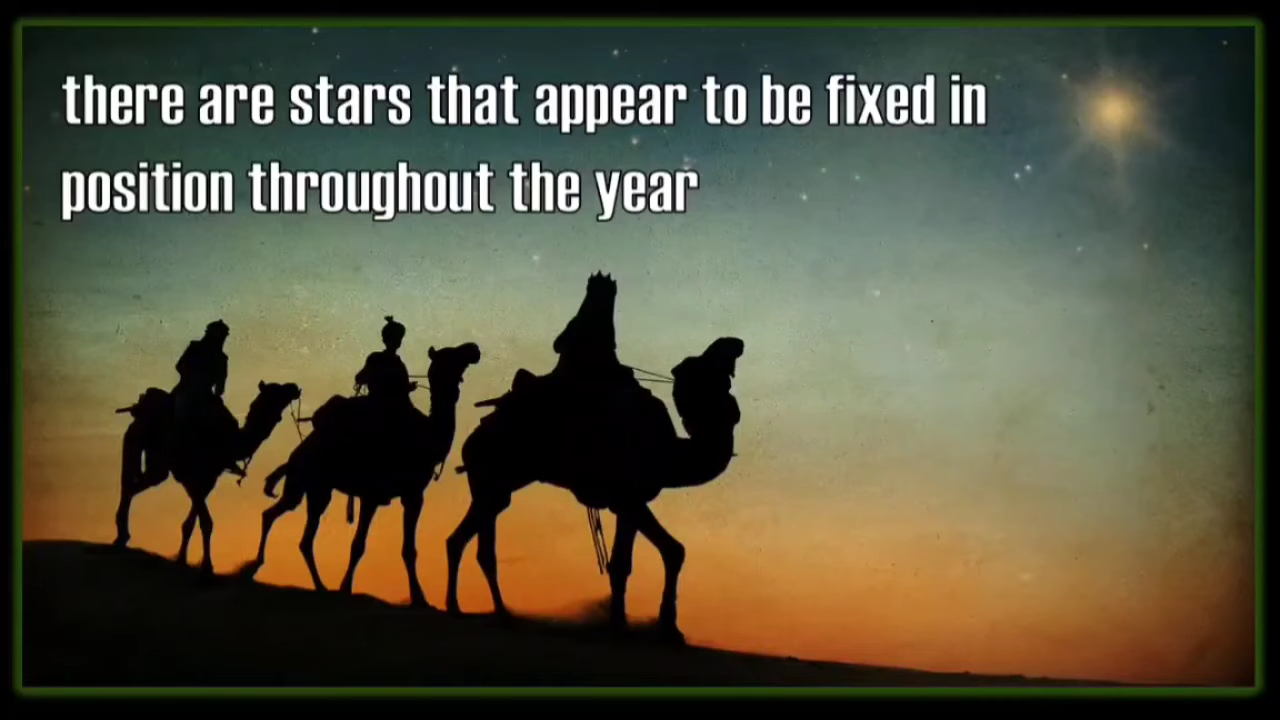 there are stars that appear to be fixed in
position throughout the year